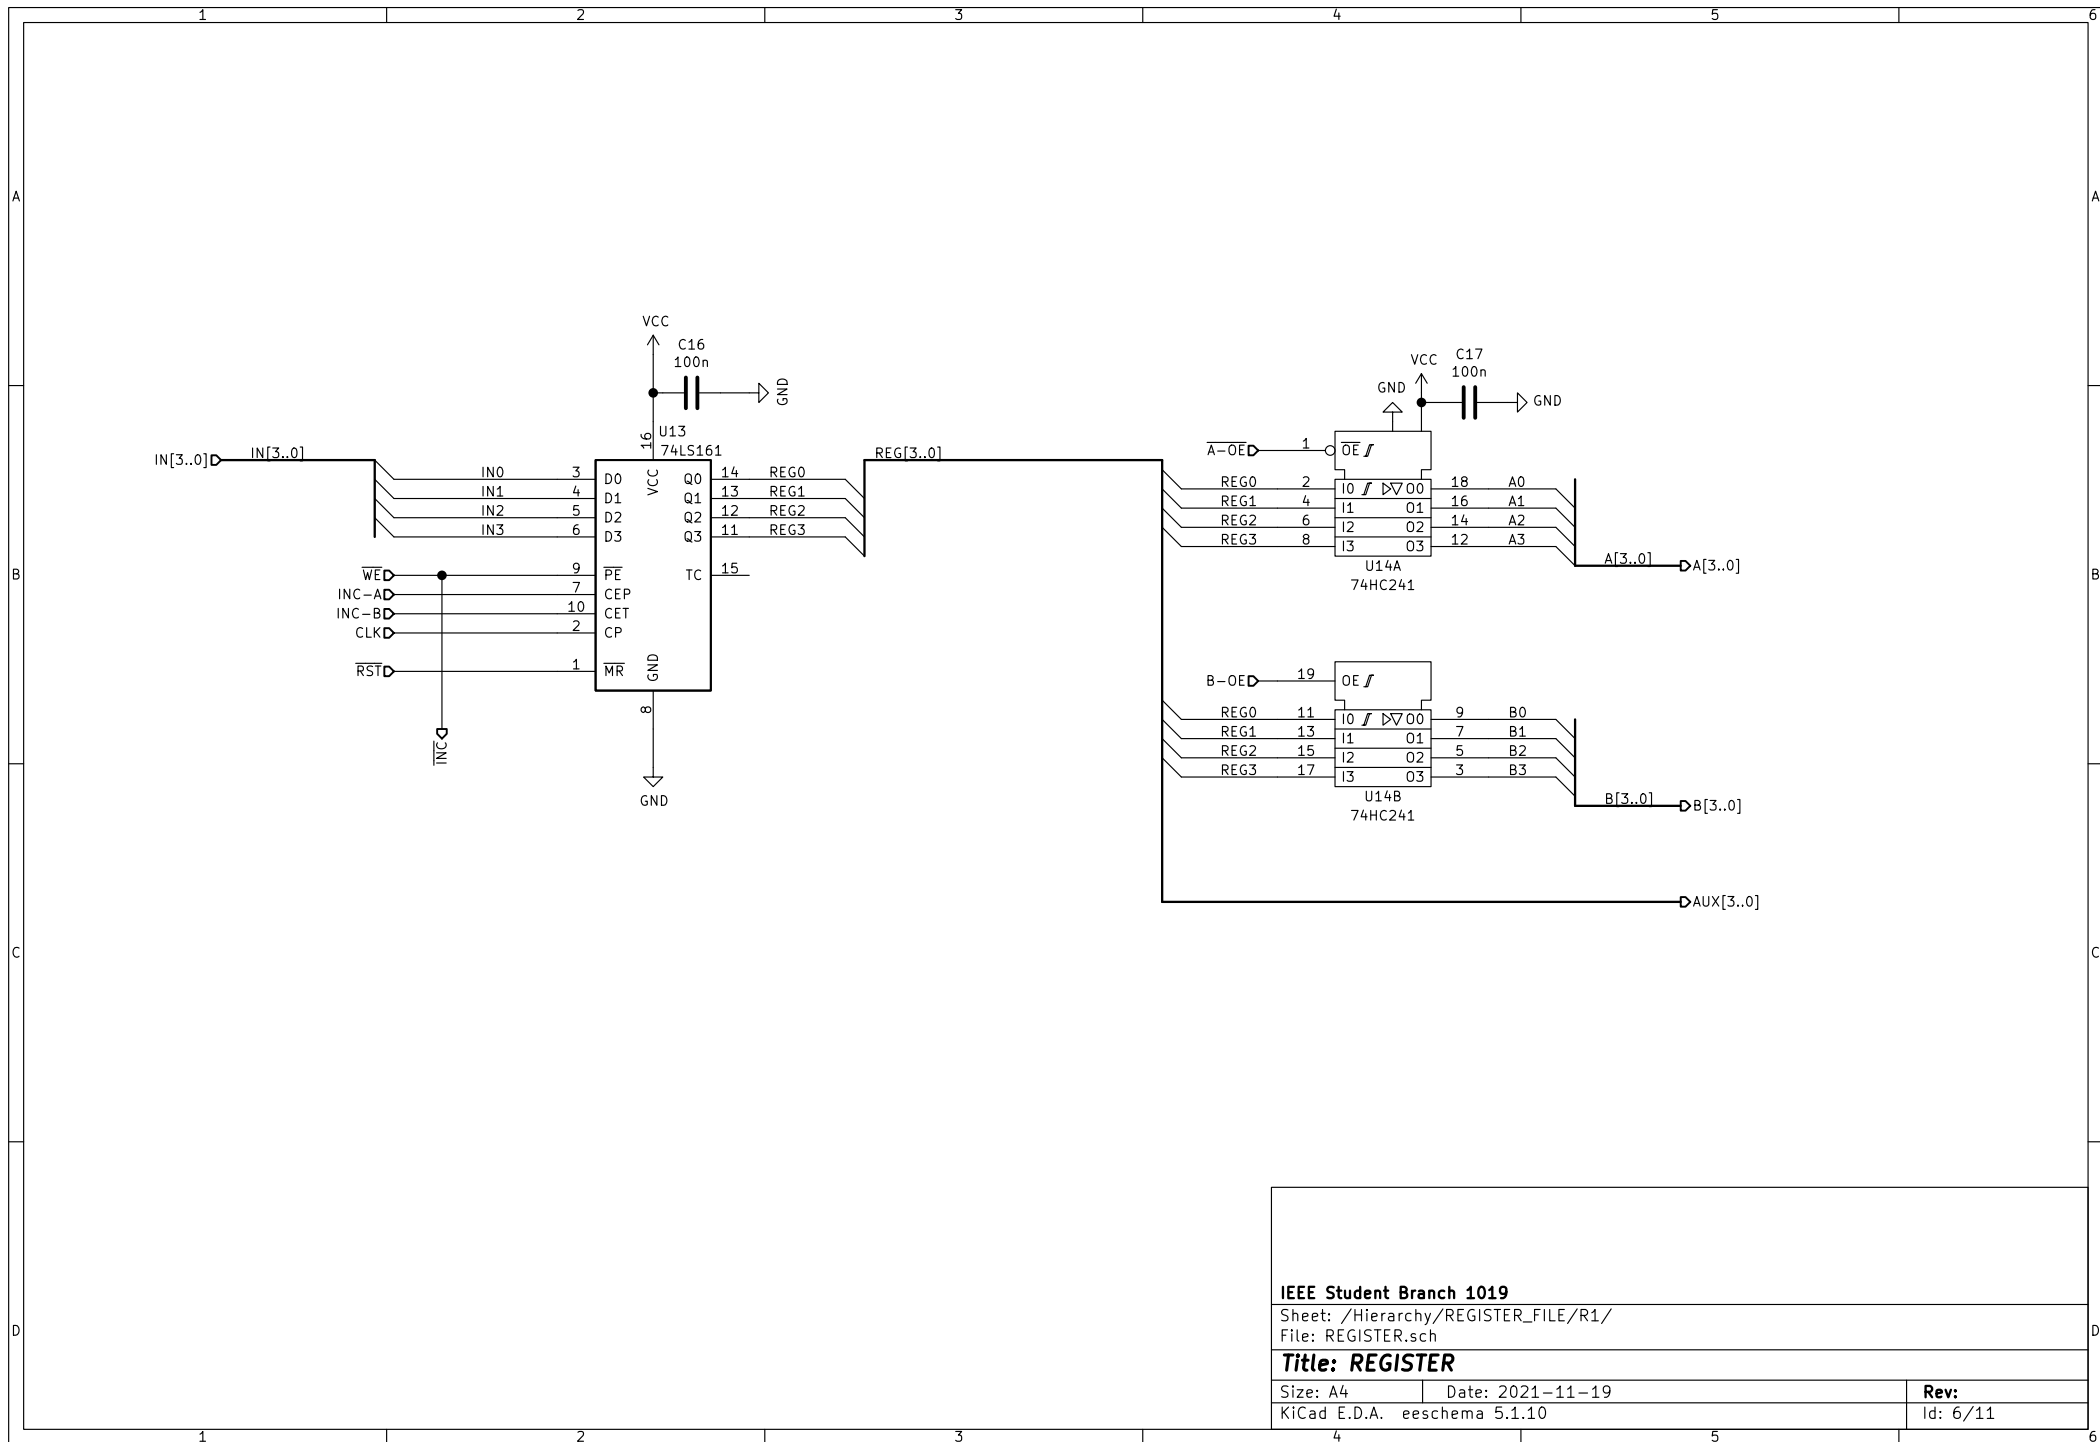 1 2 3 4 5 6
A A
B B
C C
D D
VCC
C16
100n
GND
16
U13
74LS161
IN[3..0] IN[3..0]
IN0 3 D0 VCC Q0 14 REG0
IN1 4 D1 Q1 13 REG1
IN2 5 D2 Q2 12 REG2
IN3 6 D3 Q3 11 REG3
WE 9 PE TC 15
INC-A 7 CEP
INC-B 10 CET
CLK 2 CP
RST 1 MR GND
8
INC
GND
REG[3..0]
VCC
C17
100n
GND
GND
A-OE 1 OE
REG0 2 I0 O0 18 A0
REG1 4 I1 O1 16 A1
REG2 6 I2 O2 14 A2
REG3 8 I3 O3 12 A3
U14A
74HC241
A[3..0] A[3..0]
B-OE 19 OE
REG0 11 I0 O0 9 B0
REG1 13 I1 O1 7 B1
REG2 15 I2 O2 5 B2
REG3 17 I3 O3 3 B3
U14B
74HC241
B[3..0] B[3..0]
AUX[3..0]
IEEE Student Branch 1019
Sheet: /Hierarchy/REGISTER_FILE/R1/
File: REGISTER.sch
Title: REGISTER
Size: A4 Date: 2021-11-19 Rev:
KiCad E.D.A. eeschema 5.1.10 Id: 6/11
1 2 3 4 5 6